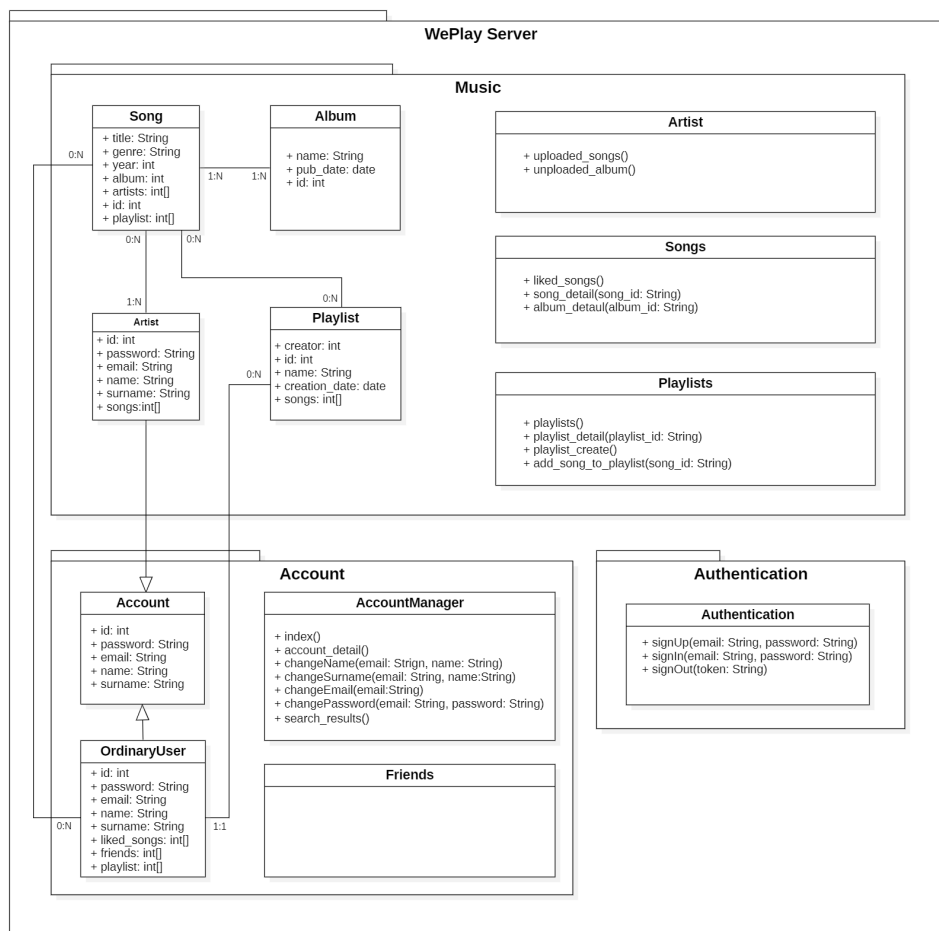 WePlay Server
Music
Song
+ title: String
+ genre: String
+ year: int
+ album: int
+ artists: int[]
+ id: int
+ playlist: int[]
Album
+ name: String
+ pub_date: date
+ id: int
Artist
+ uploaded_songs()
+ unploaded_album()
0:N
1:N
1:N
0:N
0:N
Songs
+ liked_songs()
+ song_detail(song_id: String)
+ album_detaul(album_id: String)
1:N
0:N
Artist
+ id: int
+ password: String
+ email: String
+ name: String
+ surname: String
+ songs:int[]
Playlist
+ creator: int
+ id: int
+ name: String
+ creation_date: date
+ songs: int[]
0:N
Playlists
+ playlists()
+ playlist_detail(playlist_id: String)
+ playlist_create()
+ add_song_to_playlist(song_id: String)
Account
Account
+ id: int
+ password: String
+ email: String
+ name: String
+ surname: String
AccountManager
+ index()
+ account_detail()
+ changeName(email: Strign, name: String)
+ changeSurname(email: String, name:String)
+ changeEmail(email:String)
+ changePassword(email: String, password: String)
+ search_results()
Authentication
Authentication
+ signUp(email: String, password: String)
+ signIn(email: String, password: String)
+ signOut(token: String)
OrdinaryUser
+ id: int
+ password: String
+ email: String
+ name: String
+ surname: String
+ liked_songs: int[]
+ friends: int[]
+ playlist: int[]
0:N
1:1
Friends